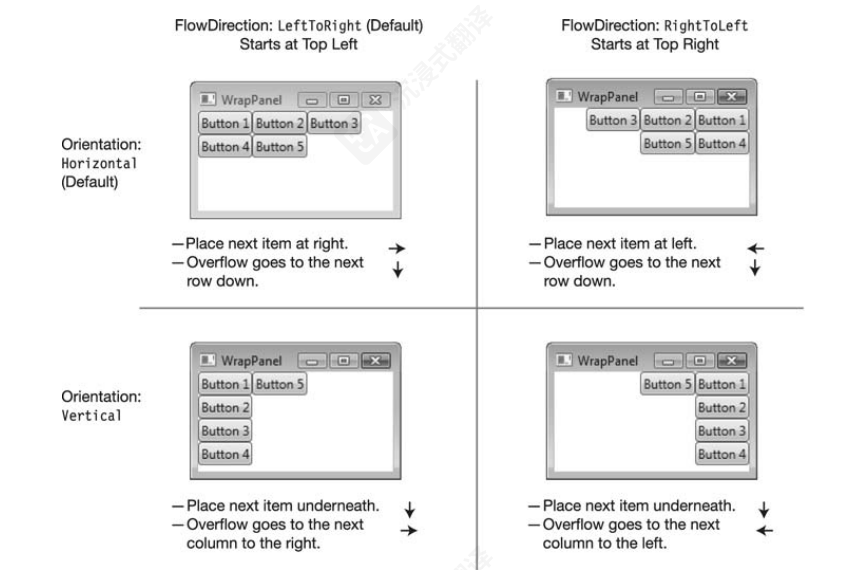 FlowDirection: LeftToRight (Default)
Starts at Top Left
FlowDirection: RightToLeft
Starts at Top Right
Orientation:
Horizontal
(Default)
WrapPanel
Button 1 Button 2 Button 3
Button 4 Button 5
WrapPanel
Button 3 Button 2 Button 1
Button 5 Button 4
—Place next item at right.
—Overflow goes to the next
row down.
—Place next item at left.
—Overflow goes to the next
row down.
Orientation:
Vertical
WrapPanel
Button 1 Button 5
Button 2
Button 3
Button 4
WrapPanel
Button 5 Button 1
Button 2
Button 3
Button 4
—Place next item underneath.
—Overflow goes to the next
column to the right.
—Place next item underneath.
—Overflow goes to the next
column to the left.
沉浸式翻译